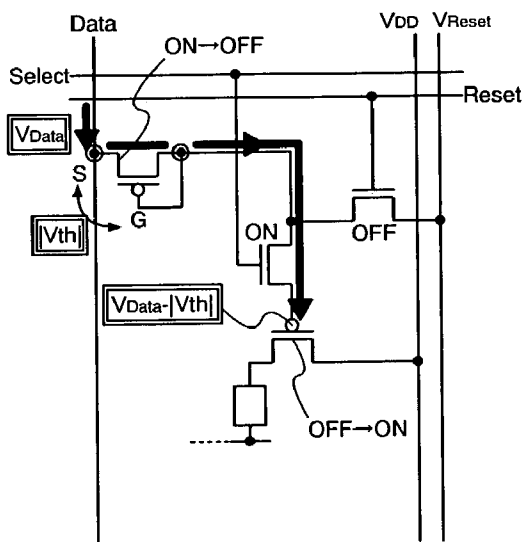 Data
VDD
VReset
ON→OFF
Select
Reset
VData
S
G
|Vth|
ON
OFF
VData-|Vth|
OFF→ON